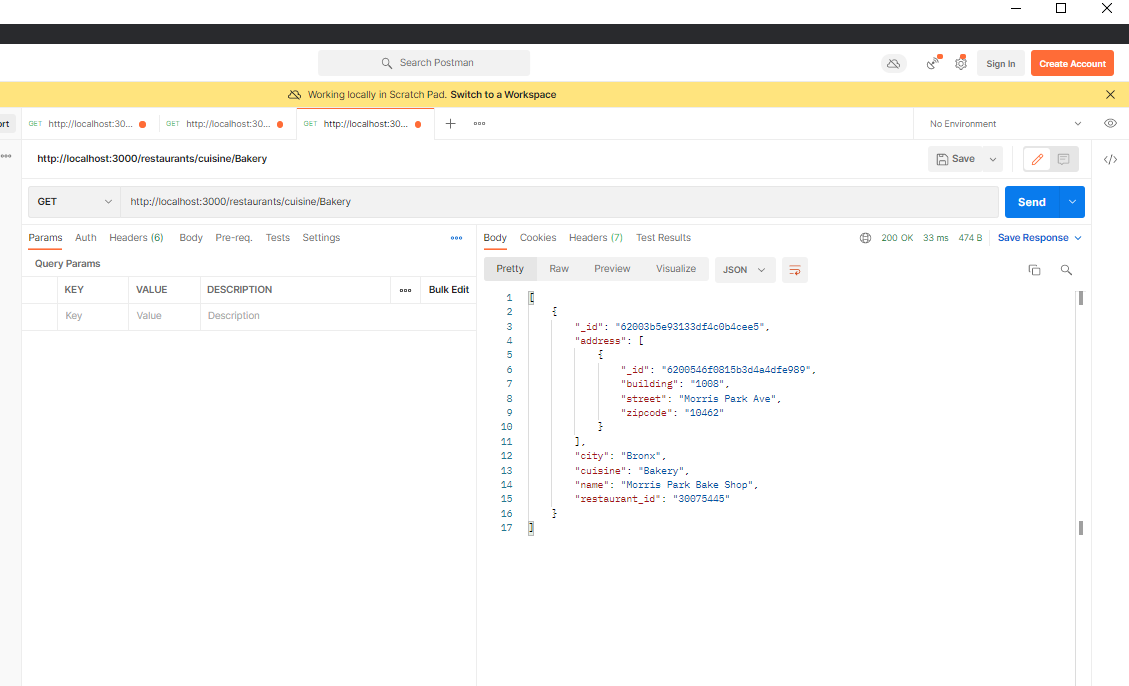 Search Postman
Sign In
Create Account
Working locally in Scratch Pad. Switch to a Workspace
ort
GET http://localhost:30...
GET http://localhost:30...
GET http://localhost:30...
No Environment
http://localhost:3000/restaurants/cuisine/Bakery
Save
GET
http://localhost:3000/restaurants/cuisine/Bakery
Send
Params Auth Headers (6) Body Pre-req. Tests Settings
Query Params
KEY VALUE DESCRIPTION Bulk Edit
Key Value Description
Body Cookies Headers (7) Test Results 200 OK 33 ms 474 B Save Response
Pretty Raw Preview Visualize JSON
1 [
2 {
3 "_id": "62003b5e93133df4c0b4cee5",
4 "address": [
5 {
6 "_id": "6200546f0815b3d4a4dfe989",
7 "building": "1008",
8 "street": "Morris Park Ave",
9 "zipcode": "10462"
10 }
11 ],
12 "city": "Bronx",
13 "cuisine": "Bakery",
14 "name": "Morris Park Bake Shop",
15 "restaurant_id": "30075445"
16 }
17 ]